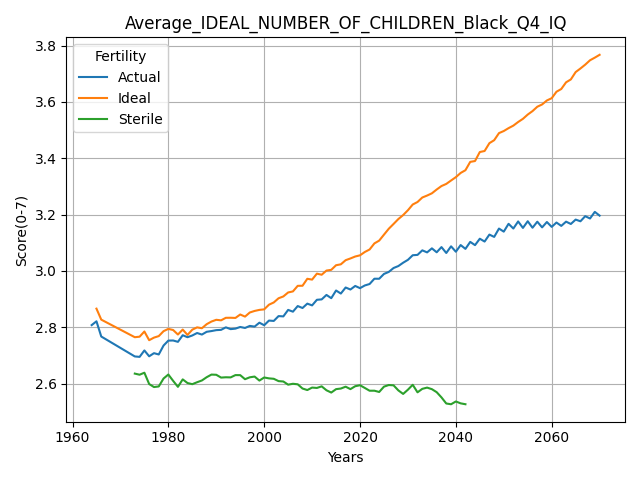 Average_IDEAL_NUMBER_OF_CHILDREN_Black_Q4_IQ
Fertility
Actual
Ideal
Sterile
Score(0-7)
3.8
3.6
3.4
3.2
3.0
2.8
2.6
1960 1980 2000 2020 2040 2060
Years